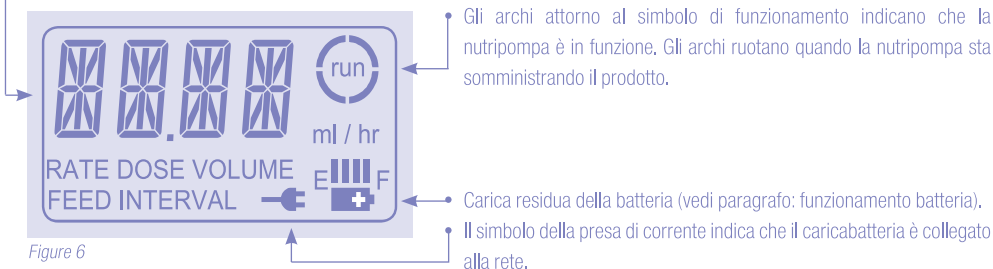 Gli archi attorno al simbolo di funzionamento indicano che la
nutripompa è in funzione. Gli archi ruotano quando la nutripompa sta
somministrando il prodotto.
run
ml / hr
RATE DOSE VOLUME
FEED INTERVAL
E F
Carica residua della batteria (vedi paragrafo: funzionamento batteria).
Il simbolo della presa di corrente indica che il caricabatteria è collegato
alla rete.
Figure 6